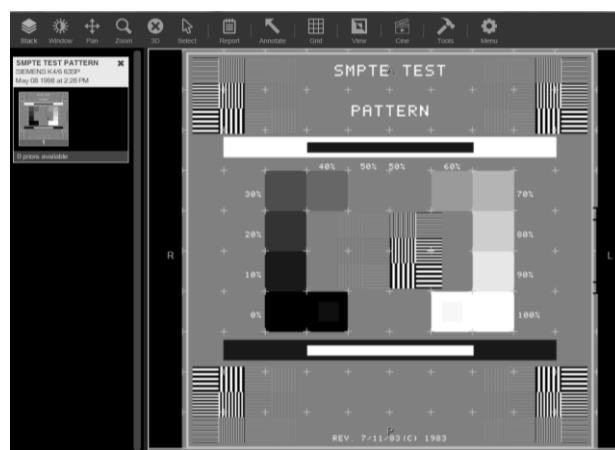 Stack Window Pan Zoom 3D Select Report Annotate Grid View Cine Tools Menu
SMPTE TEST PATTERN
SIEMENS K4/6 620P
May 08 1998 at 2:28 PM
0 priors available
SMPTE TEST
PATTERN
40% 50% 50% 60%
30% 70%
20% 80%
R L
10% 90%
0% 100%
P
REV. 7/11/83(C) 1983